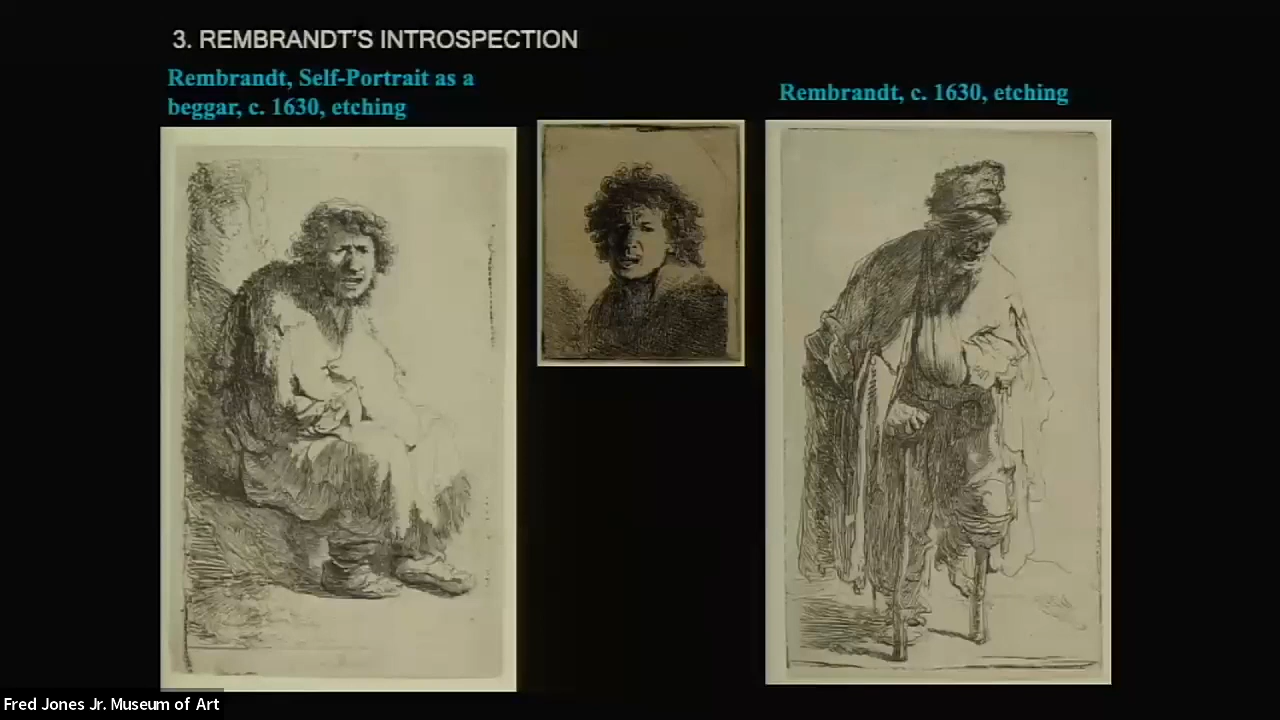 3. REMBRANDT'S INTROSPECTION
Rembrandt, Self-Portrait as a
beggar, c. 1630, etching
Rembrandt, c. 1630, etching
Fred Jones Jr. Museum of Art